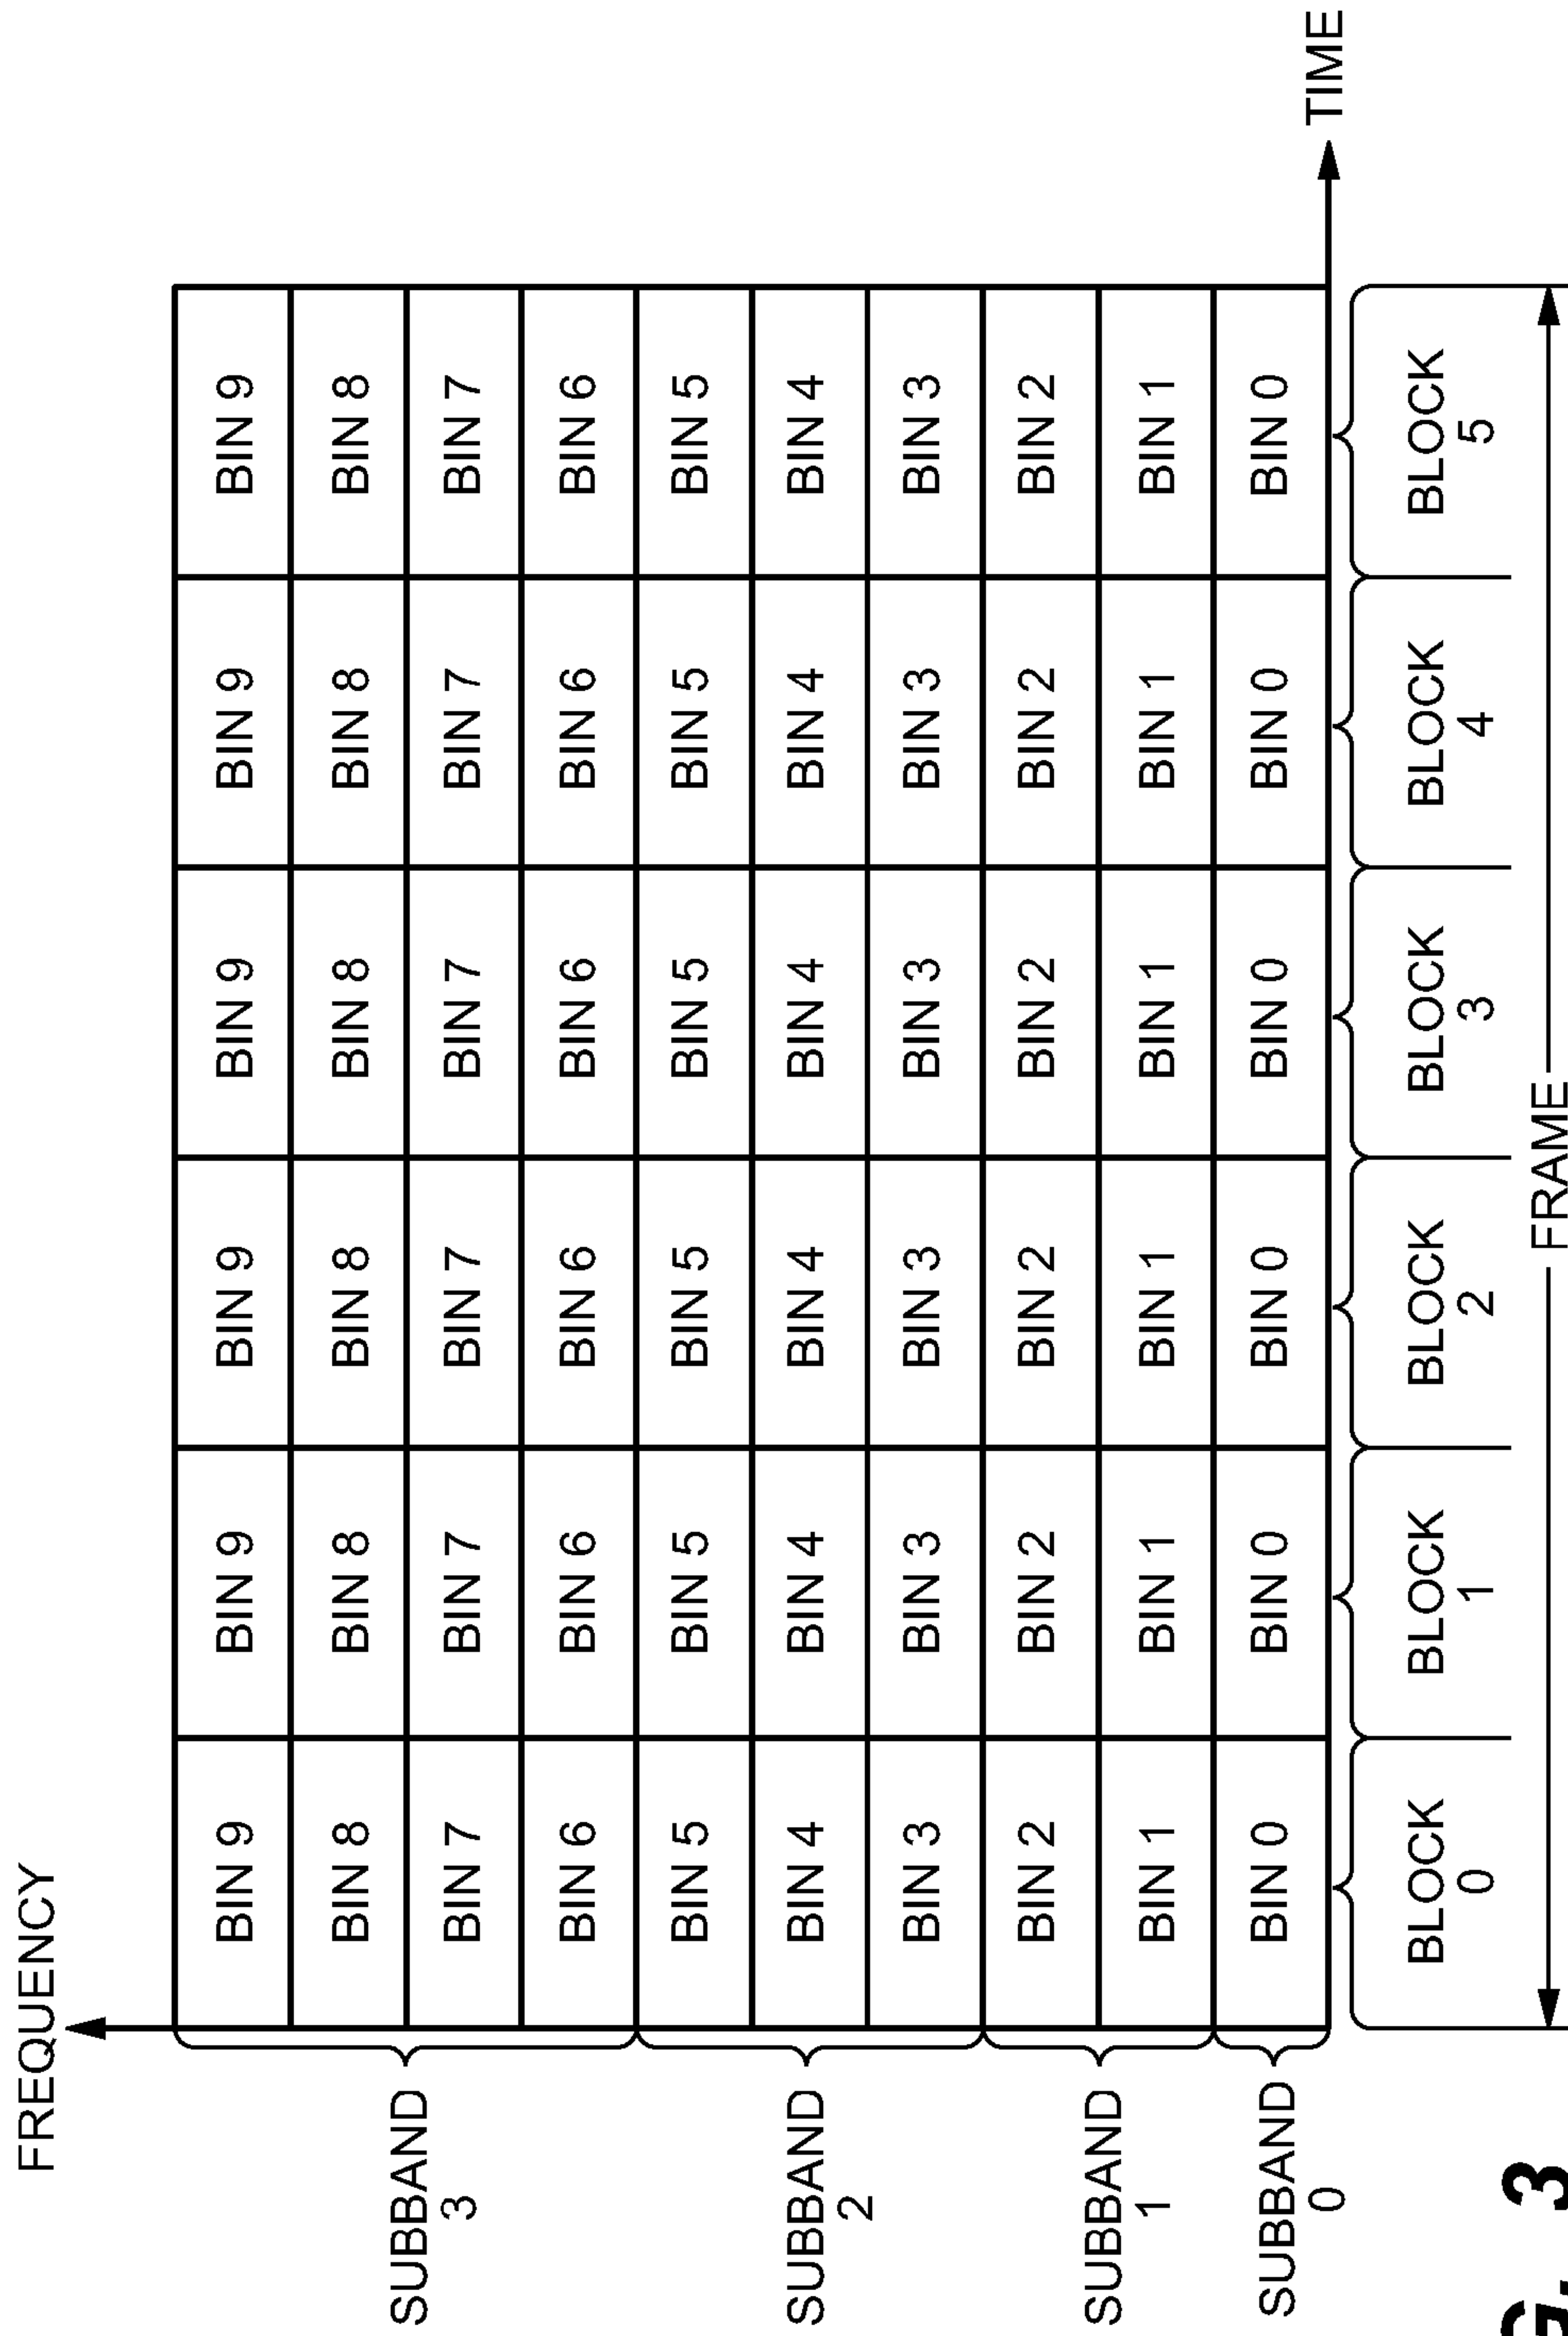 FREQUENCY
SUBBAND 3
BIN 9 BIN 9 BIN 9 BIN 9 BIN 9 BIN 9
BIN 8 BIN 8 BIN 8 BIN 8 BIN 8 BIN 8
BIN 7 BIN 7 BIN 7 BIN 7 BIN 7 BIN 7
BIN 6 BIN 6 BIN 6 BIN 6 BIN 6 BIN 6
SUBBAND 2
BIN 5 BIN 5 BIN 5 BIN 5 BIN 5 BIN 5
BIN 4 BIN 4 BIN 4 BIN 4 BIN 4 BIN 4
BIN 3 BIN 3 BIN 3 BIN 3 BIN 3 BIN 3
SUBBAND 1
BIN 2 BIN 2 BIN 2 BIN 2 BIN 2 BIN 2
BIN 1 BIN 1 BIN 1 BIN 1 BIN 1 BIN 1
SUBBAND 0
BIN 0 BIN 0 BIN 0 BIN 0 BIN 0 BIN 0
TIME
BLOCK BLOCK BLOCK BLOCK BLOCK BLOCK
0 1 2 3 4 5
FRAME
3